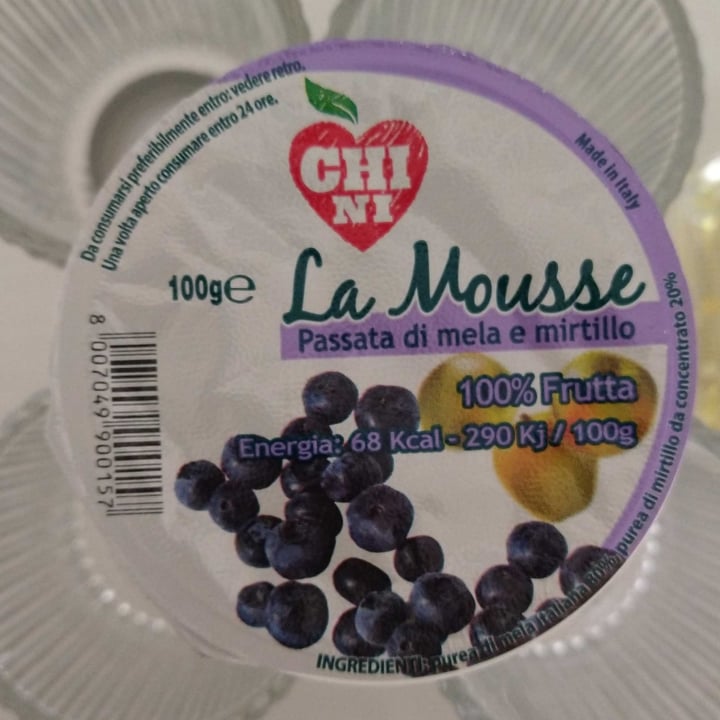 Da consumarsi preferibilmente entro: vedere retro.
Una volta aperto consumare entro 24 ore.
CHI
NI
Made in Italy
100g e
La Mousse
Passata di mela e mirtillo
100% Frutta
Energia: 68 Kcal - 290 Kj / 100g
8 007049 900157
INGREDIENTI: purea di mela italiana purea di mirtillo da concentrato 20%